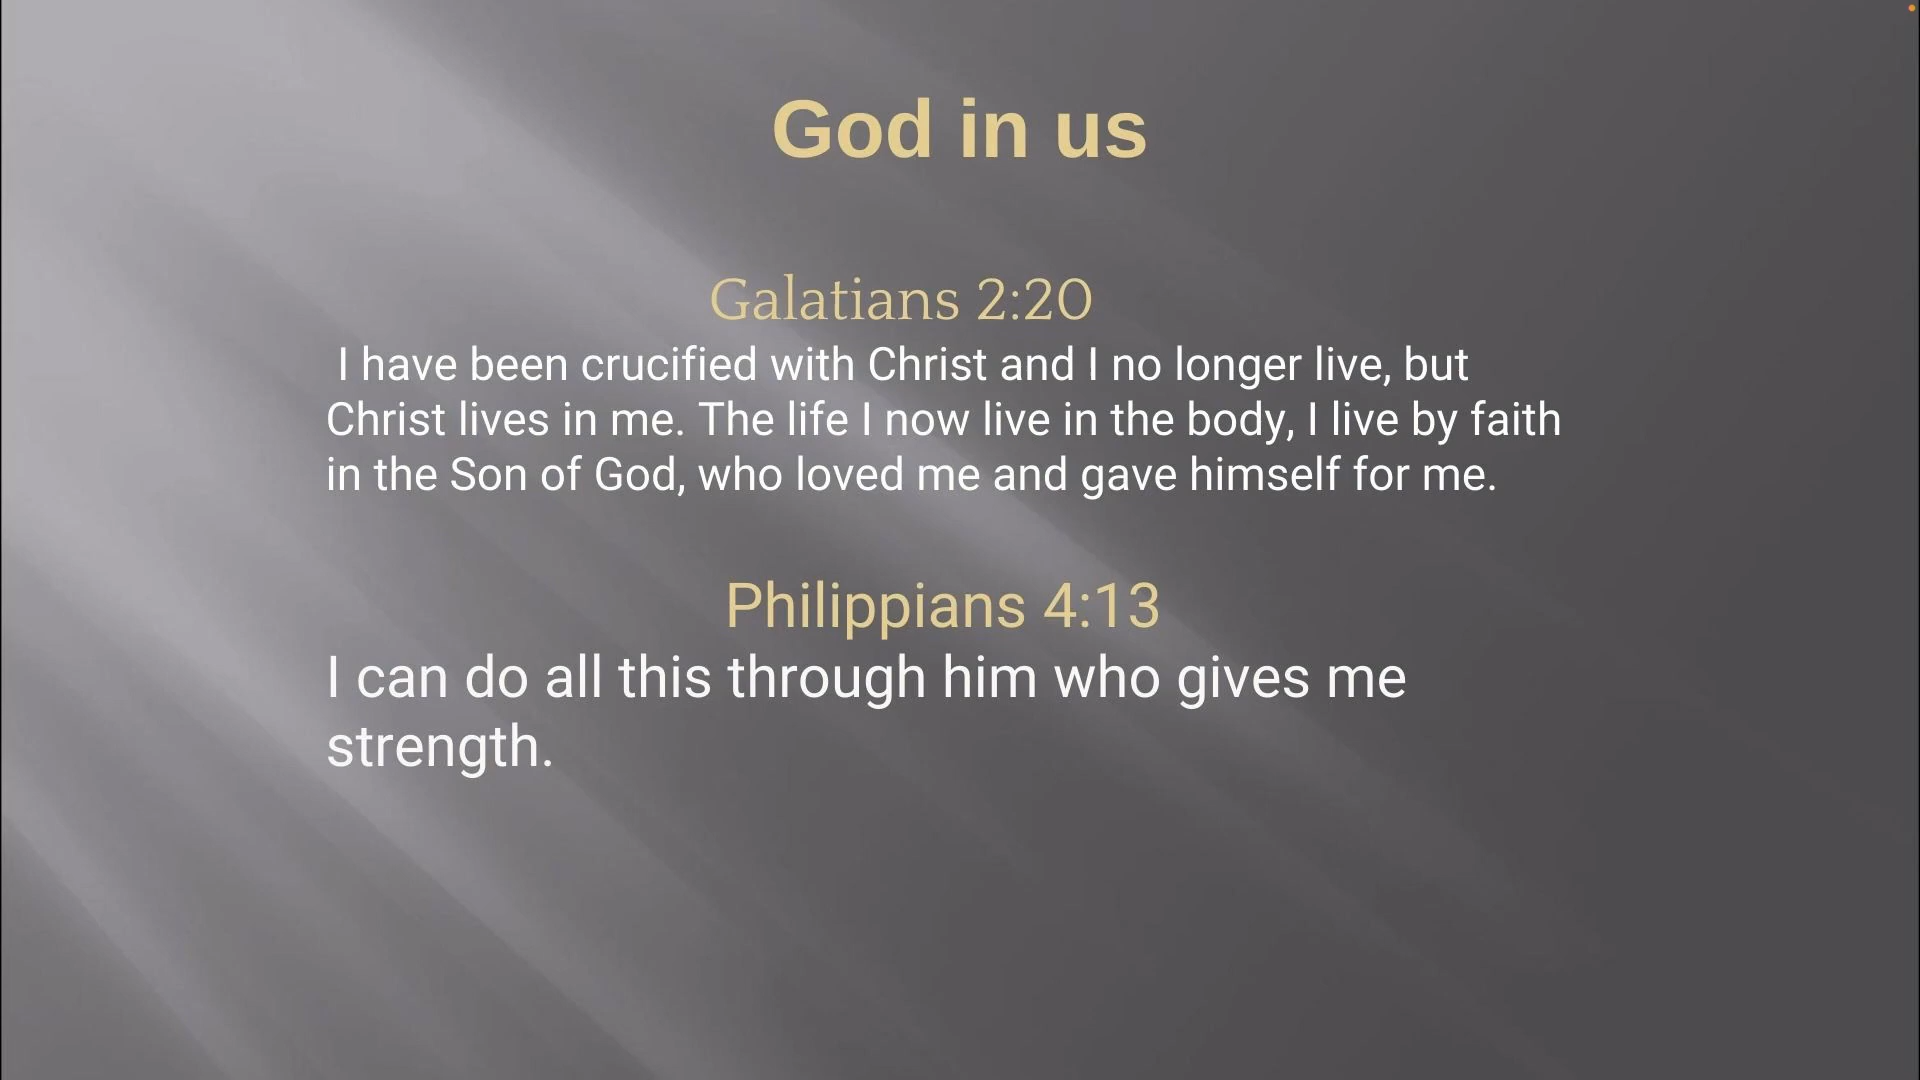 God in us
Galatians 2:20
I have been crucified with Christ and I no longer live, but
Christ lives in me. The life I now live in the body, I live by faith
in the Son of God, who loved me and gave himself for me.
Philippians 4:13
I can do all this through him who gives me
strength.